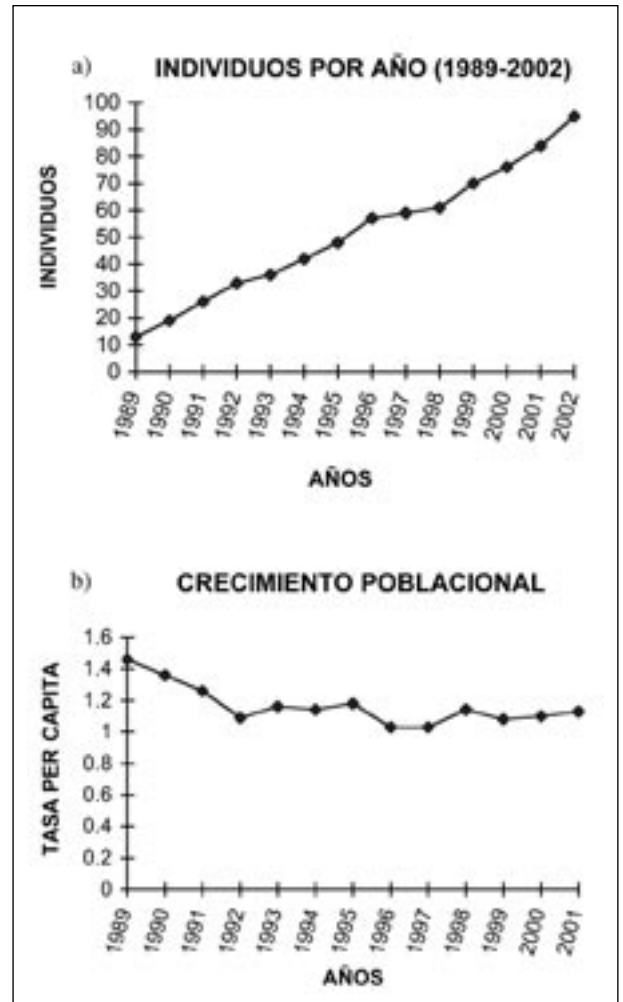 a) INDIVIDUOS POR AÑO (1989-2002)
100
90
80
70
60
50
40
30
20
10
0
INDIVIDUOS
1989 1990 1991 1992 1993 1994 1995 1996 1997 1998 1999 2000 2001 2002
AÑOS
b) CRECIMIENTO POBLACIONAL
1.6
1.4
1.2
1
0.8
0.6
0.4
0.2
0
TASA PER CAPITA
1989 1990 1991 1992 1993 1994 1995 1996 1997 1998 1999 2000 2001
AÑOS